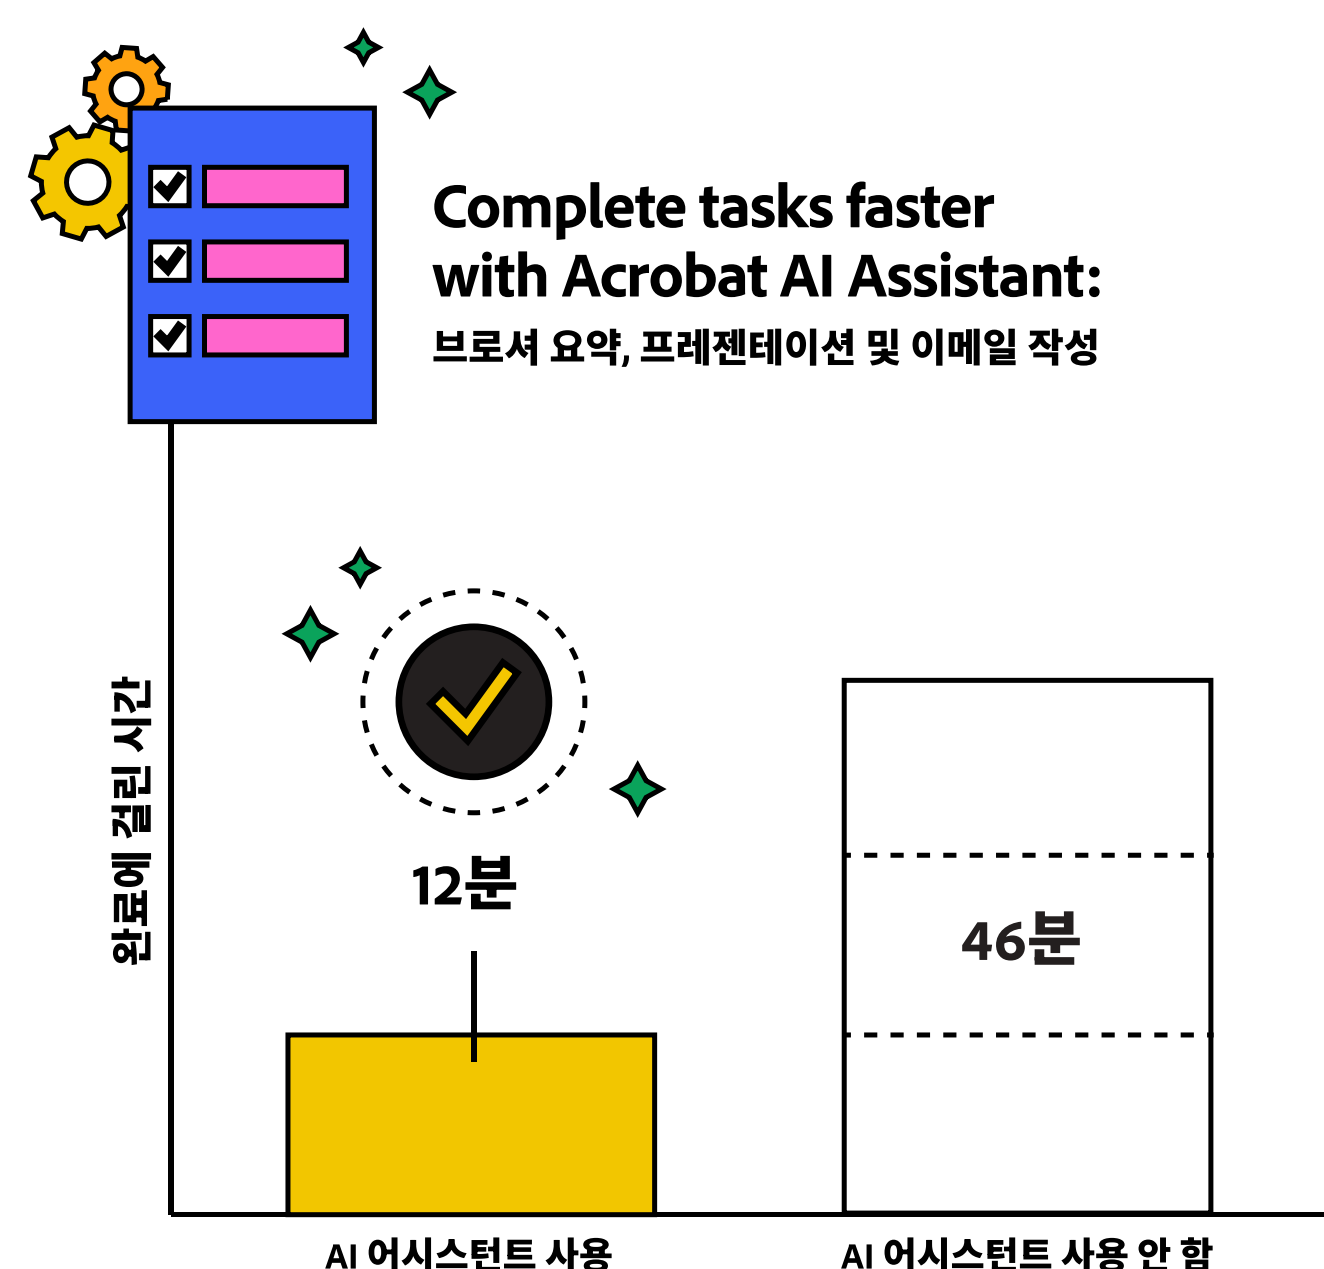 Complete tasks faster
with Acrobat AI Assistant:
브로셔 요약, 프레젠테이션 및 이메일 작성
완료에 걸린 시간
12분
46분
AI 어시스턴트 사용
AI 어시스턴트 사용 안 함